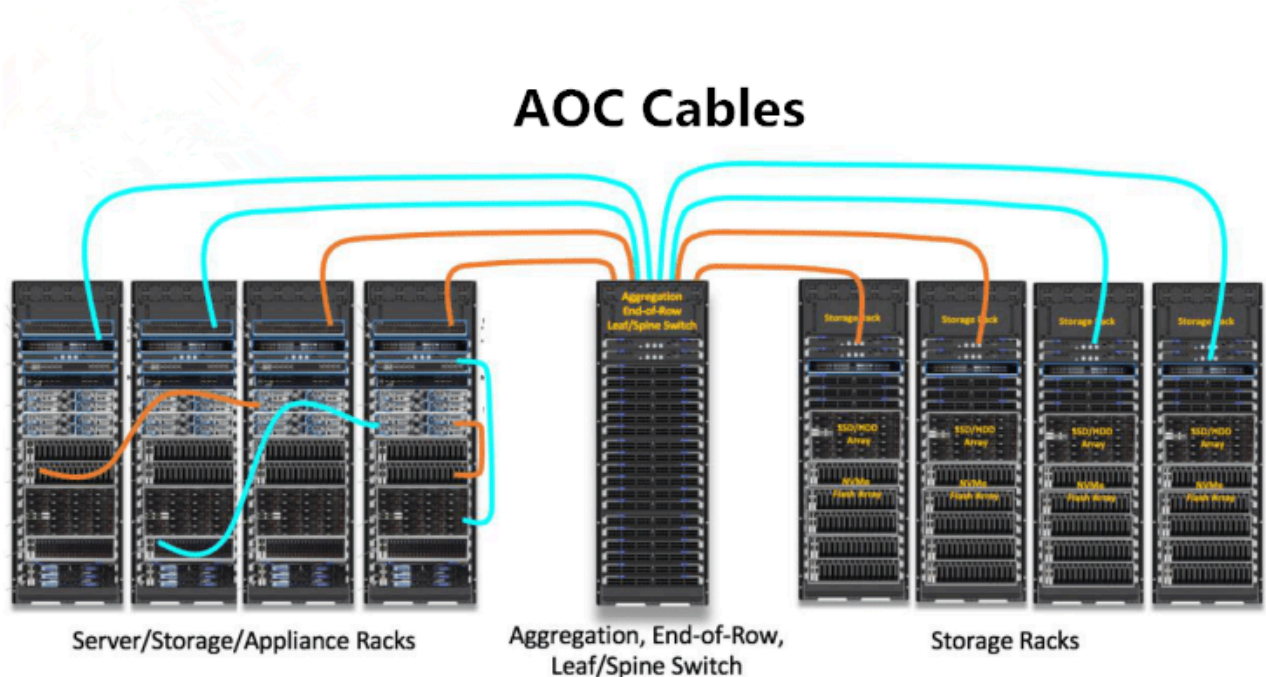 AOC Cables
Aggregation
End-of-Row
Leaf/Spine Switch
Storage Rack
Storage Rack
Storage Rack
Storage Rack
SSD/HDD
Array
SSD/HDD
Array
SSD/HDD
Array
SSD/HDD
Array
NVMe
Flash Array
NVMe
Flash Array
NVMe
Flash Array
NVMe
Flash Array
Server/Storage/Appliance Racks
Aggregation, End-of-Row,
Leaf/Spine Switch
Storage Racks